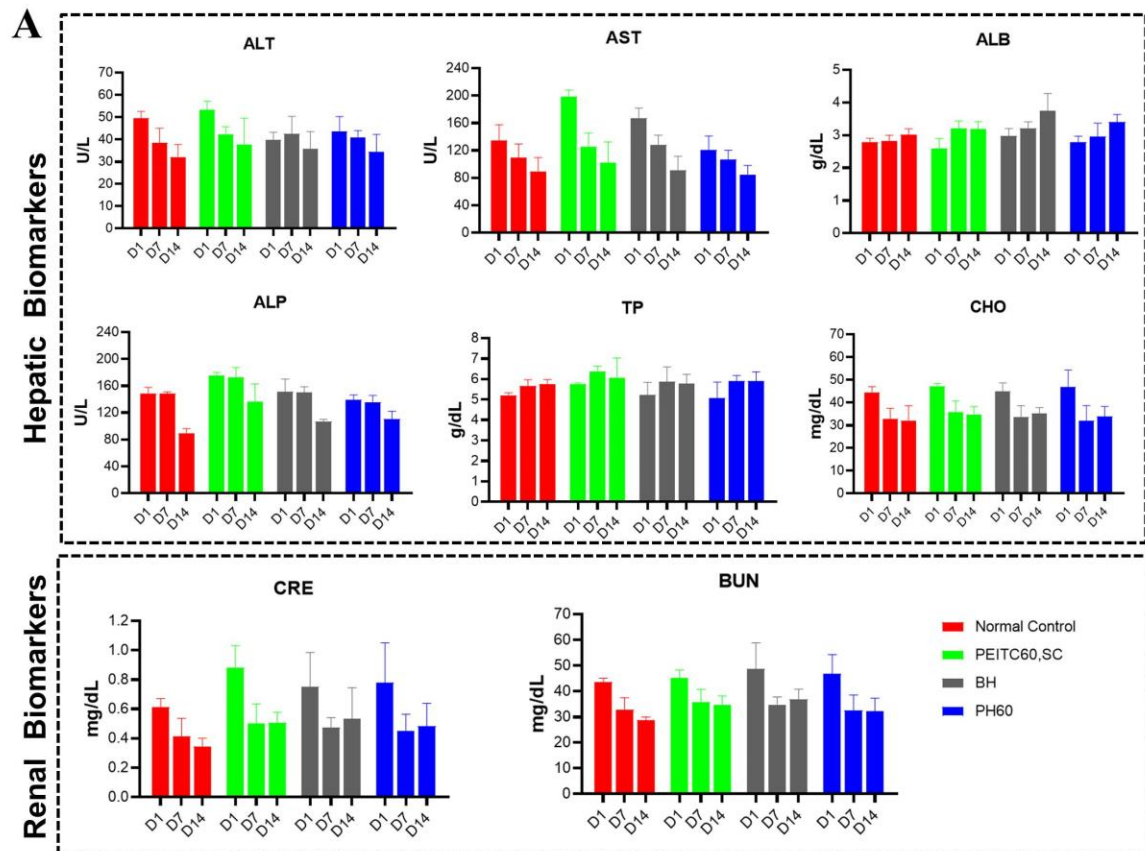 A
Hepatic Biomarkers
ALT
U/L
70
60
50
40
30
20
10
0
D1 D7 D14 D1 D7 D14 D1 D7 D14 D1 D7 D14
AST
U/L
240
200
160
120
80
40
0
D1 D7 D14 D1 D7 D14 D1 D7 D14 D1 D7 D14
ALB
g/dL
5
4
3
2
1
0
D1 D7 D14 D1 D7 D14 D1 D7 D14 D1 D7 D14
ALP
U/L
240
200
160
120
80
40
0
D1 D7 D14 D1 D7 D14 D1 D7 D14 D1 D7 D14
TP
g/dL
8
7
6
5
4
3
2
1
0
D1 D7 D14 D1 D7 D14 D1 D7 D14 D1 D7 D14
CHO
mg/dL
70
60
50
40
30
20
10
0
D1 D7 D14 D1 D7 D14 D1 D7 D14 D1 D7 D14
Renal Biomarkers
CRE
mg/dL
1.2
1.0
0.8
0.6
0.4
0.2
0.0
D1 D7 D14 D1 D7 D14 D1 D7 D14 D1 D7 D14
BUN
mg/dL
70
60
50
40
30
20
10
0
D1 D7 D14 D1 D7 D14 D1 D7 D14 D1 D7 D14
Normal Control
PEITC60,SC
BH
PH60